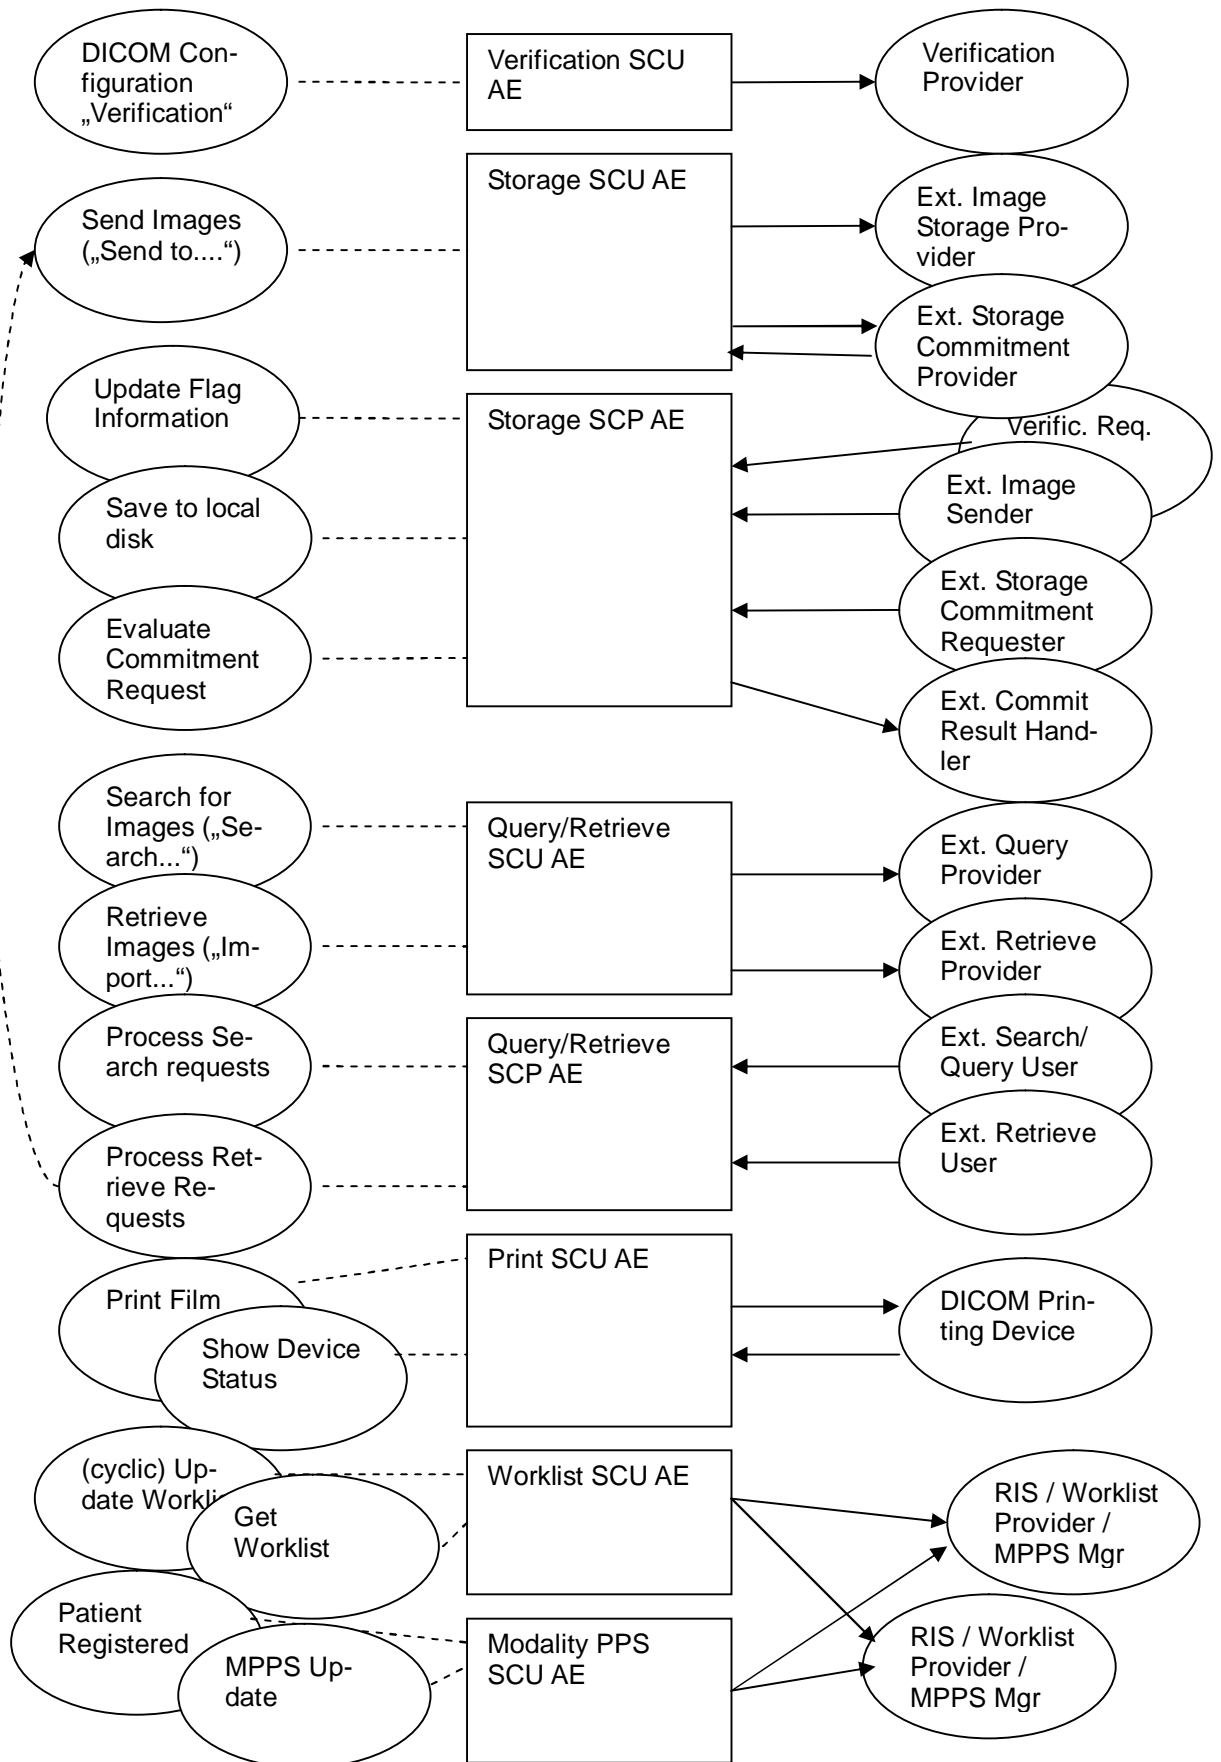 DICOM Con-
figuration
„Verification“
Verification SCU
AE
Verification
Provider
Send Images
(„Send to....“)
Storage SCU AE
Ext. Image
Storage Pro-
vider
Ext. Storage
Commitment
Provider
Update Flag
Information
Storage SCP AE
Verific. Req.
Save to local
disk
Ext. Image
Sender
Evaluate
Commitment
Request
Ext. Storage
Commitment
Requester
Ext. Commit
Result Hand-
ler
Search for
Images („Se-
arch...“)
Query/Retrieve
SCU AE
Ext. Query
Provider
Retrieve
Images („Im-
port...“)
Ext. Retrieve
Provider
Process Se-
arch requests
Query/Retrieve
SCP AE
Ext. Search/
Query User
Process Ret-
rieve Re-
quests
Ext. Retrieve
User
Print Film
Print SCU AE
DICOM Prin-
ting Device
Show Device
Status
(cyclic) Up-
date Workli
Worklist SCU AE
RIS / Worklist
Provider /
MPPS Mgr
Get
Worklist
Patient
Registered
Modality PPS
SCU AE
RIS / Worklist
Provider /
MPPS Mgr
MPPS Up-
date